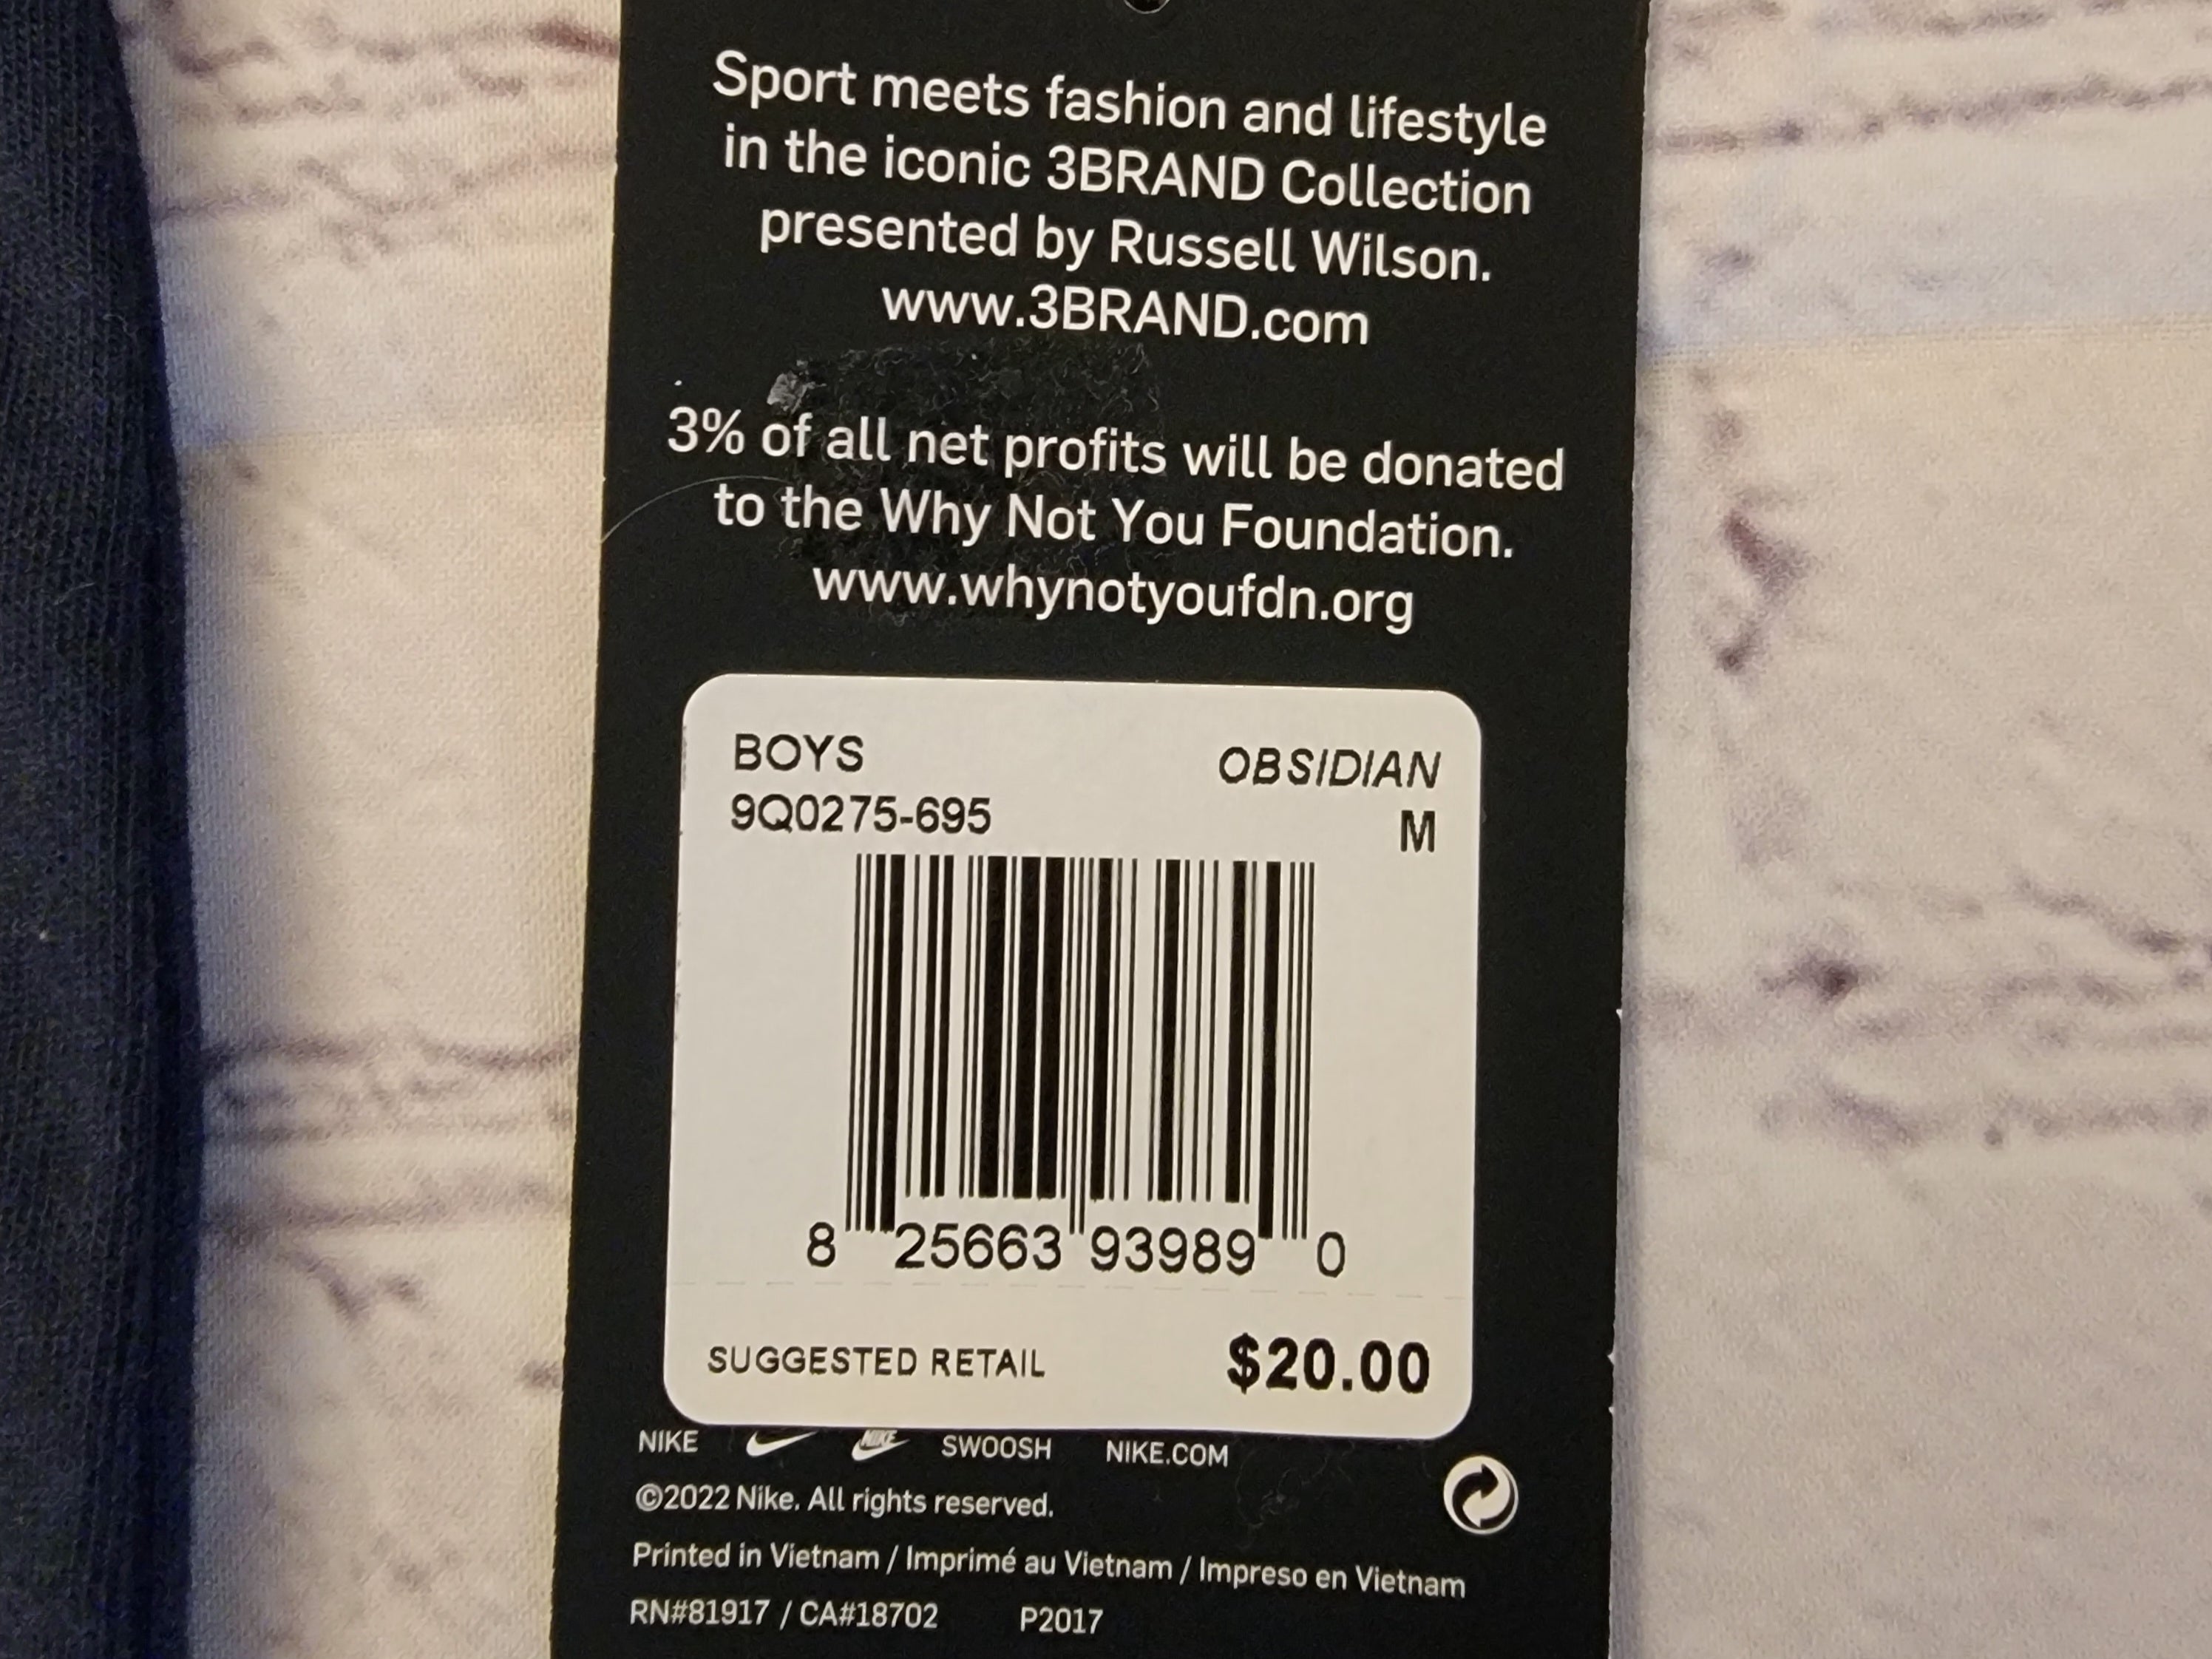 Sport meets fashion and lifestyle
in the iconic 3BRAND Collection
presented by Russell Wilson.
www.3BRAND.com
3% of all net profits will be donated
to the Why Not You Foundation.
www.whynotyoufdn.org
BOYS OBSIDIAN
9Q0275-695 M
8 25663 93989 0
SUGGESTED RETAIL $20.00
NIKE NIKE SWOOSH NIKE.COM
©2022 Nike. All rights reserved.
Printed in Vietnam / Imprimé au Vietnam / Impreso en Vietnam
RN#81917 / CA#18702 P2017